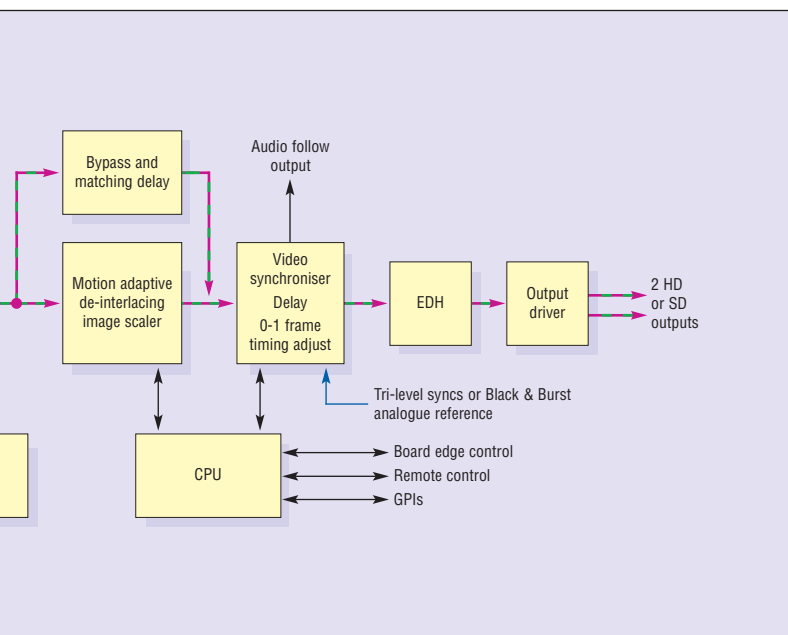 Audio follow
output
Bypass and
matching delay
Motion adaptive
de-interlacing
image scaler
Video
synchroniser
Delay
0-1 frame
timing adjust
EDH
Output
driver
2 HD
or SD
outputs
Tri-level syncs or Black & Burst
analogue reference
CPU
Board edge control
Remote control
GPIs